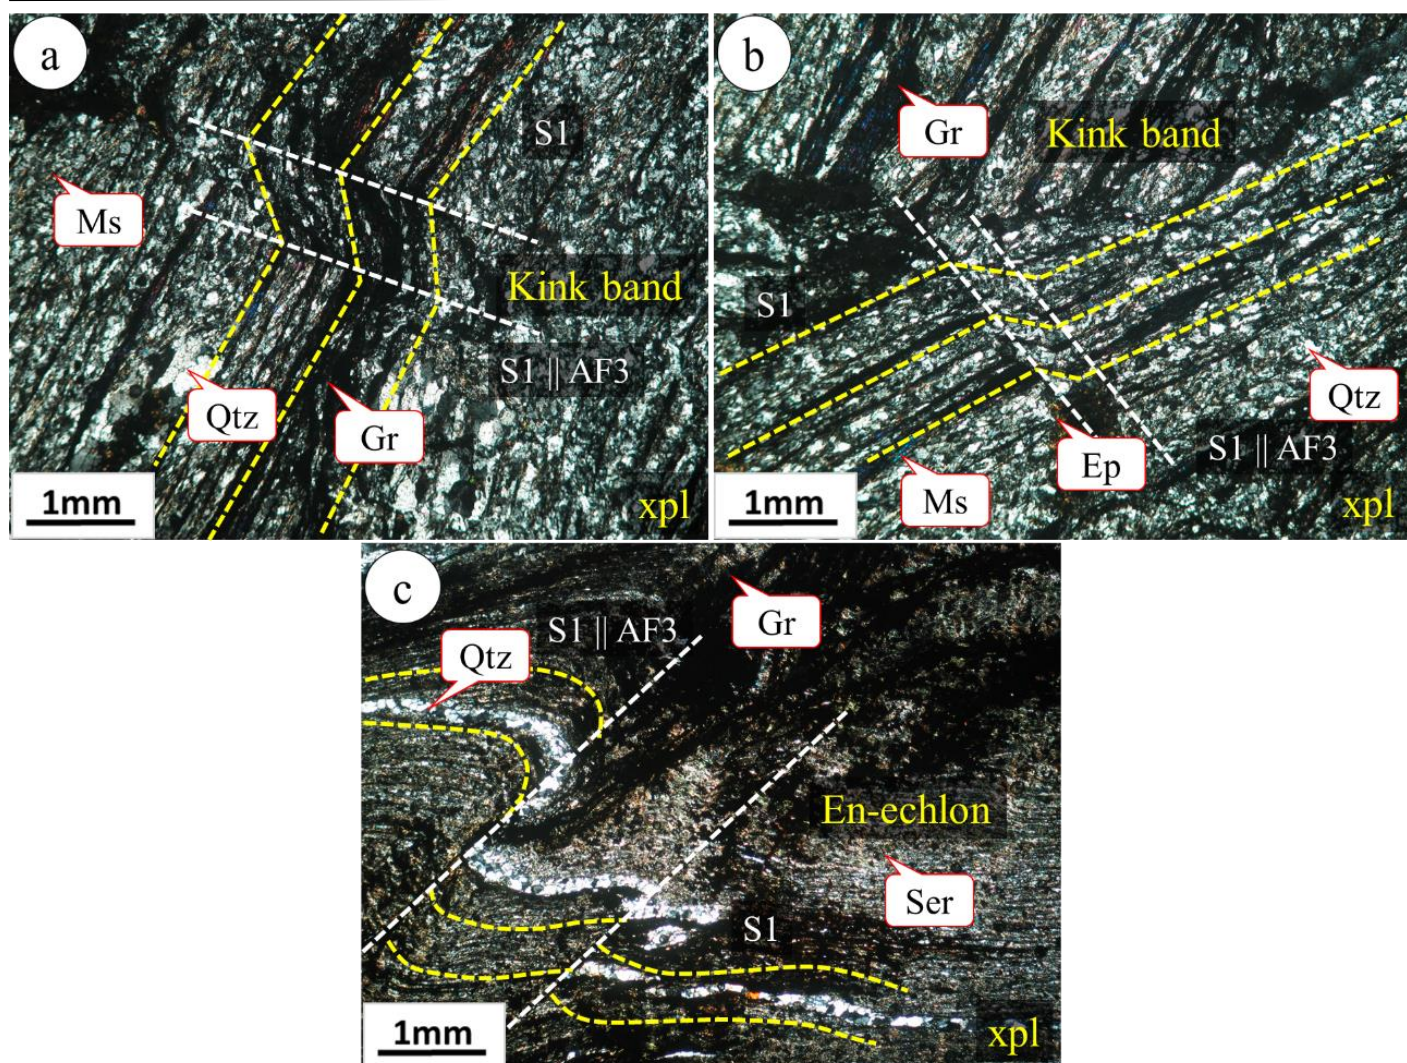 a
S1
Ms
Kink band
S1 || AF3
Qtz
Gr
1mm
xpl
b
Gr
Kink band
S1
Qtz
S1 || AF3
Ep
Ms
1mm
xpl
c
S1 || AF3
Gr
Qtz
En-echlon
Ser
S1
1mm
xpl